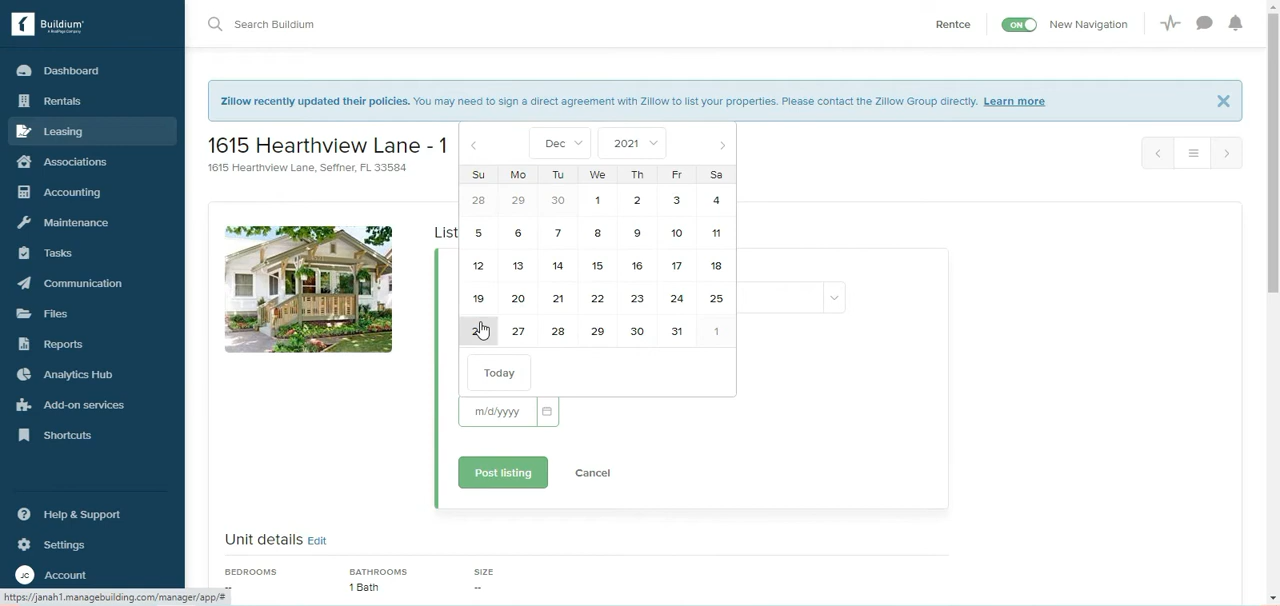 Buildium
A RealPage Company
Search Buildium
Rentce
ON
New Navigation
Dashboard
Rentals
Leasing
Associations
Accounting
Maintenance
Tasks
Communication
Files
Reports
Analytics Hub
Add-on services
Shortcuts
Help & Support
Settings
JC Account
https://janah1.managebuilding.com/manager/app/#
Zillow recently updated their policies. You may need to sign a direct agreement with Zillow to list your properties. Please contact the Zillow Group directly. Learn more
1615 Hearthview Lane - 1
1615 Hearthview Lane, Seffner, FL 33584
List
Dec 2021
Su Mo Tu We Th Fr Sa
28 29 30 1 2 3 4
5 6 7 8 9 10 11
12 13 14 15 16 17 18
19 20 21 22 23 24 25
27 28 29 30 31 1
Today
m/d/yyyy
Post listing Cancel
Unit details Edit
BEDROOMS BATHROOMS SIZE
-- 1 Bath --